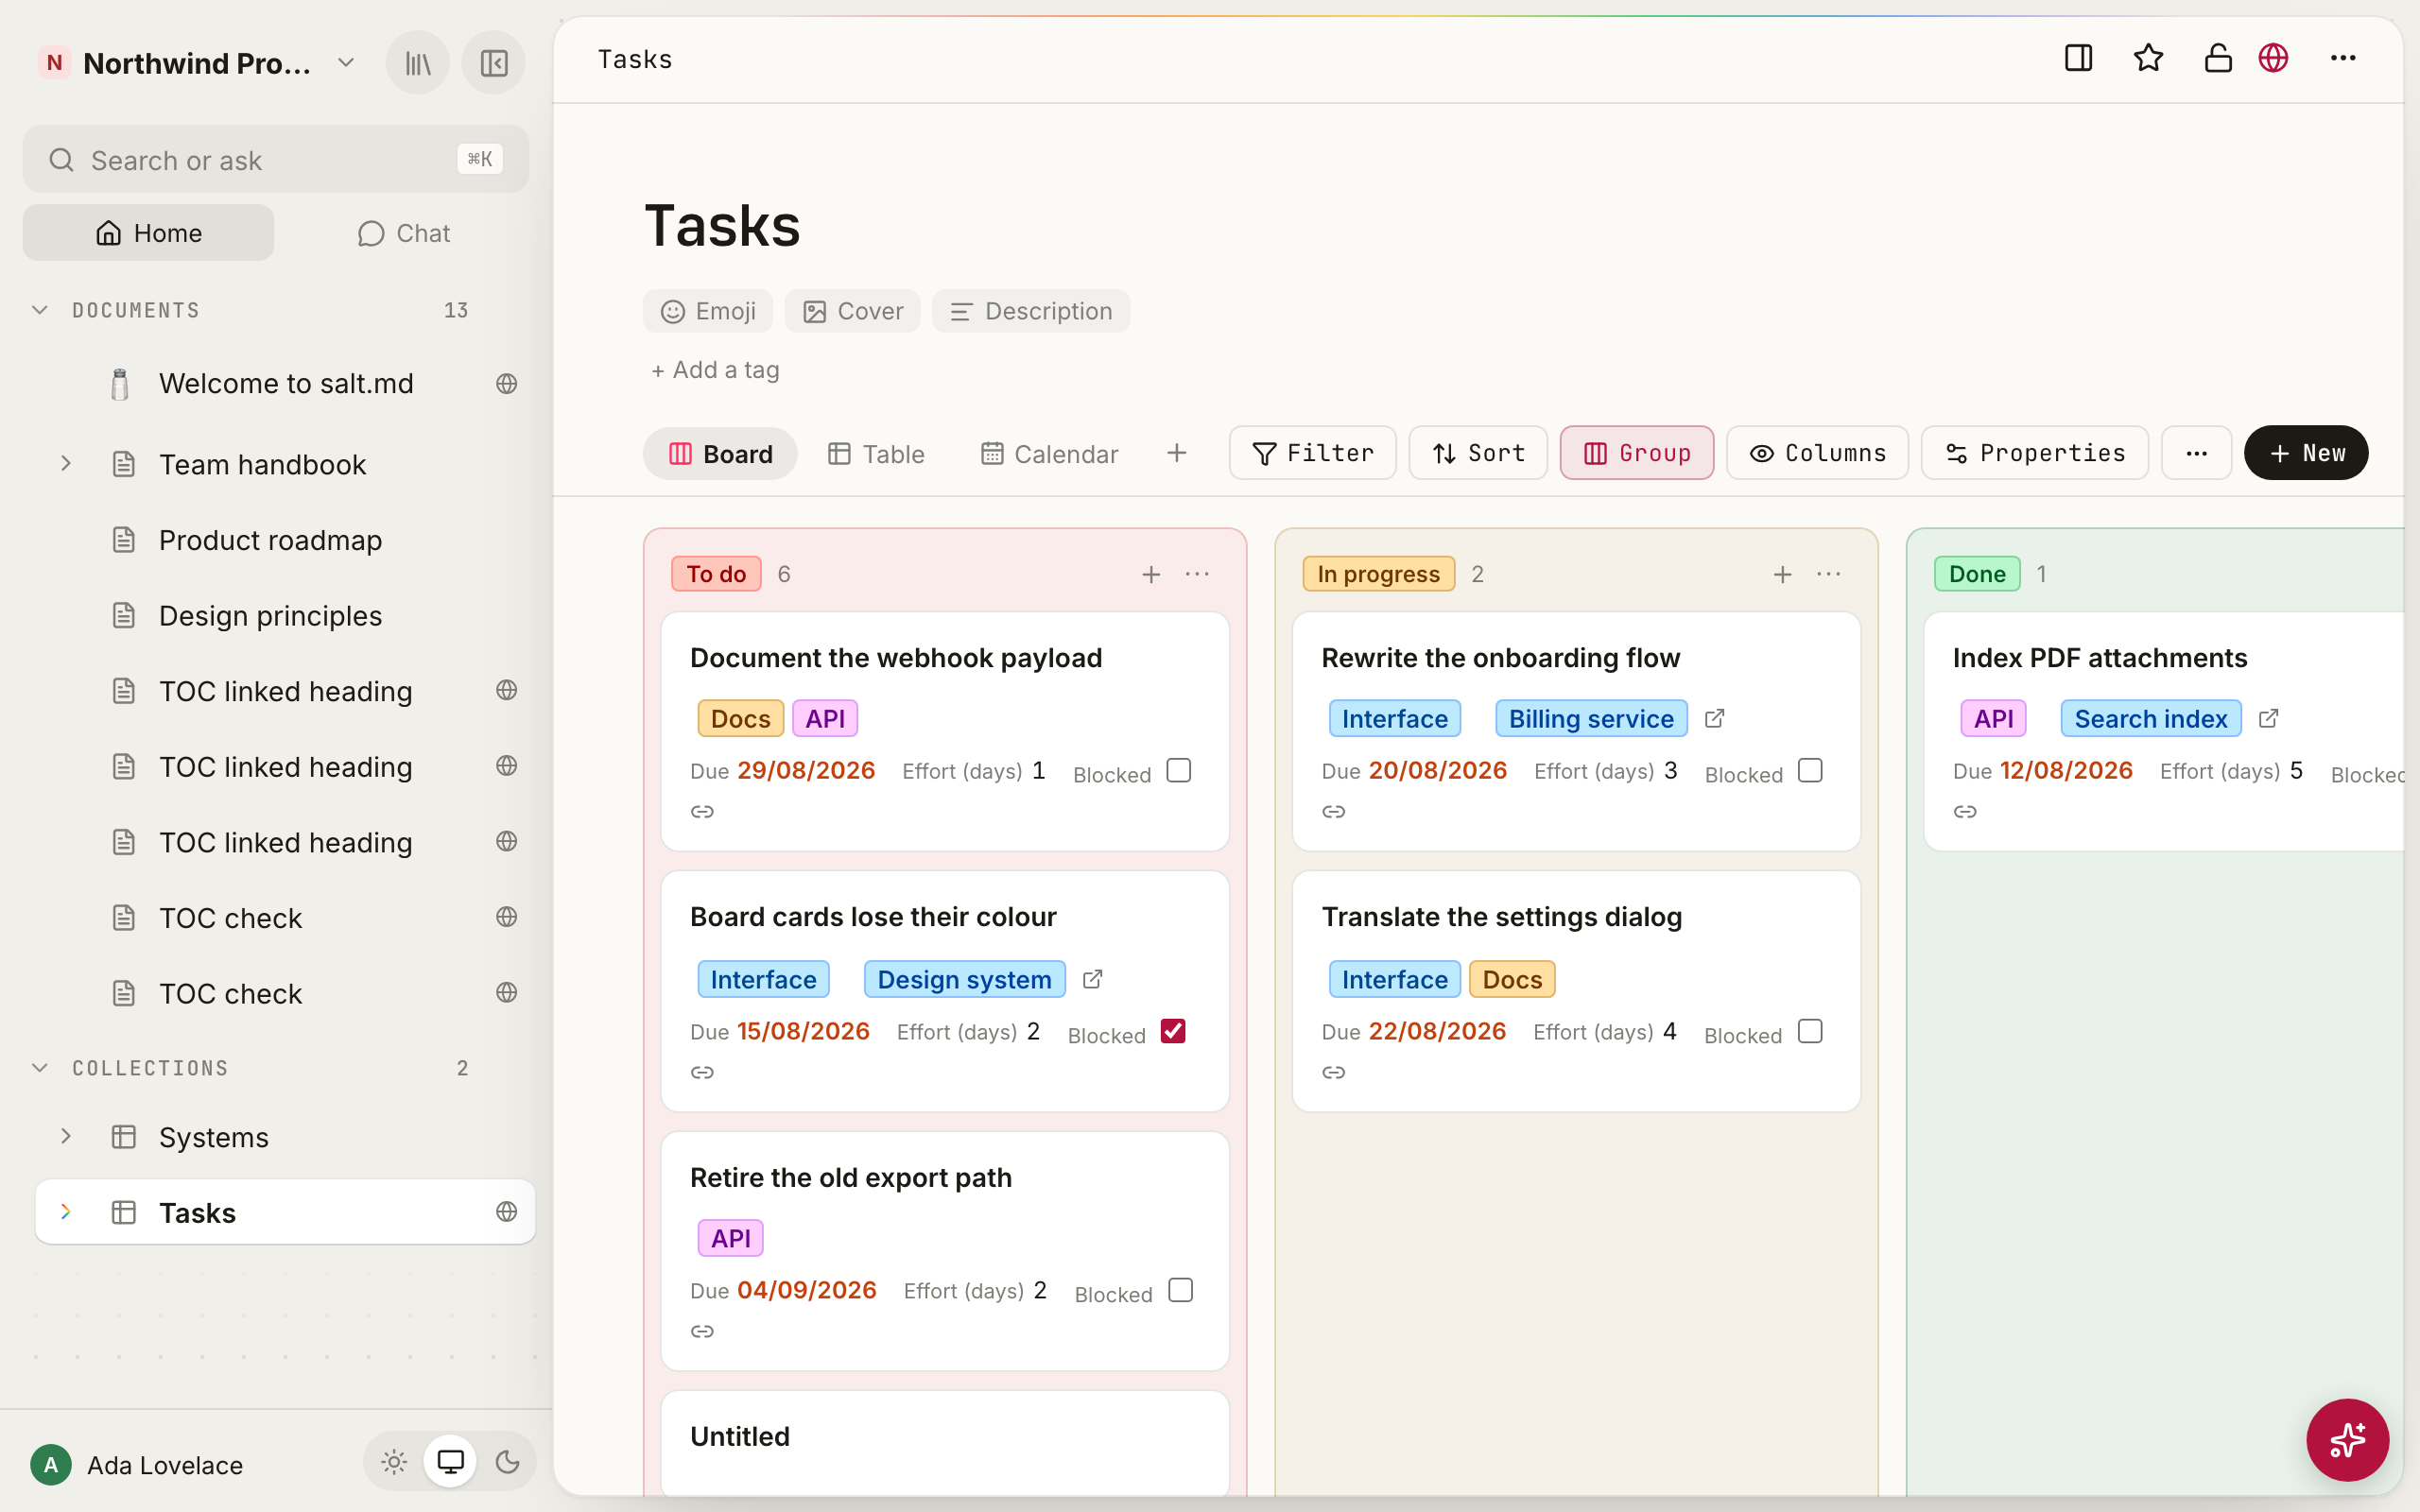 N Northwind Pro...
Search or ask ⌘K
Home Chat
DOCUMENTS 13
Welcome to salt.md
Team handbook
Product roadmap
Design principles
TOC linked heading
TOC linked heading
TOC linked heading
TOC check
TOC check
COLLECTIONS 2
Systems
Tasks
A Ada Lovelace
Tasks
Tasks
Emoji Cover Description
+ Add a tag
Board Table Calendar + Filter Sort Group Columns Properties ... + New
To do 6
Document the webhook payload
Docs API
Due 29/08/2026 Effort (days) 1 Blocked
Board cards lose their colour
Interface Design system
Due 15/08/2026 Effort (days) 2 Blocked
Retire the old export path
API
Due 04/09/2026 Effort (days) 2 Blocked
Untitled
In progress 2
Rewrite the onboarding flow
Interface Billing service
Due 20/08/2026 Effort (days) 3 Blocked
Translate the settings dialog
Interface Docs
Due 22/08/2026 Effort (days) 4 Blocked
Done 1
Index PDF attachments
API Search index
Due 12/08/2026 Effort (days) 5 Blocked